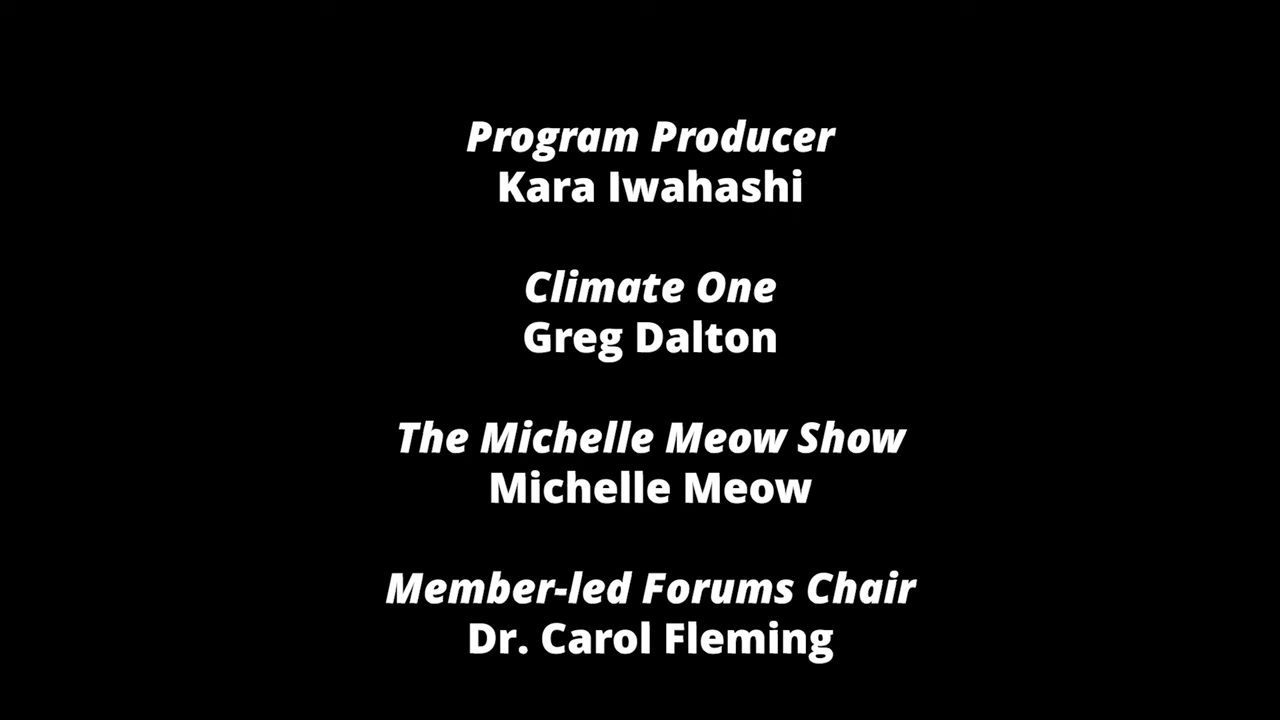 Program Producer
Kara Iwahashi
Climate One
Greg Dalton
The Michelle Meow Show
Michelle Meow
Member-led Forums Chair
Dr. Carol Fleming